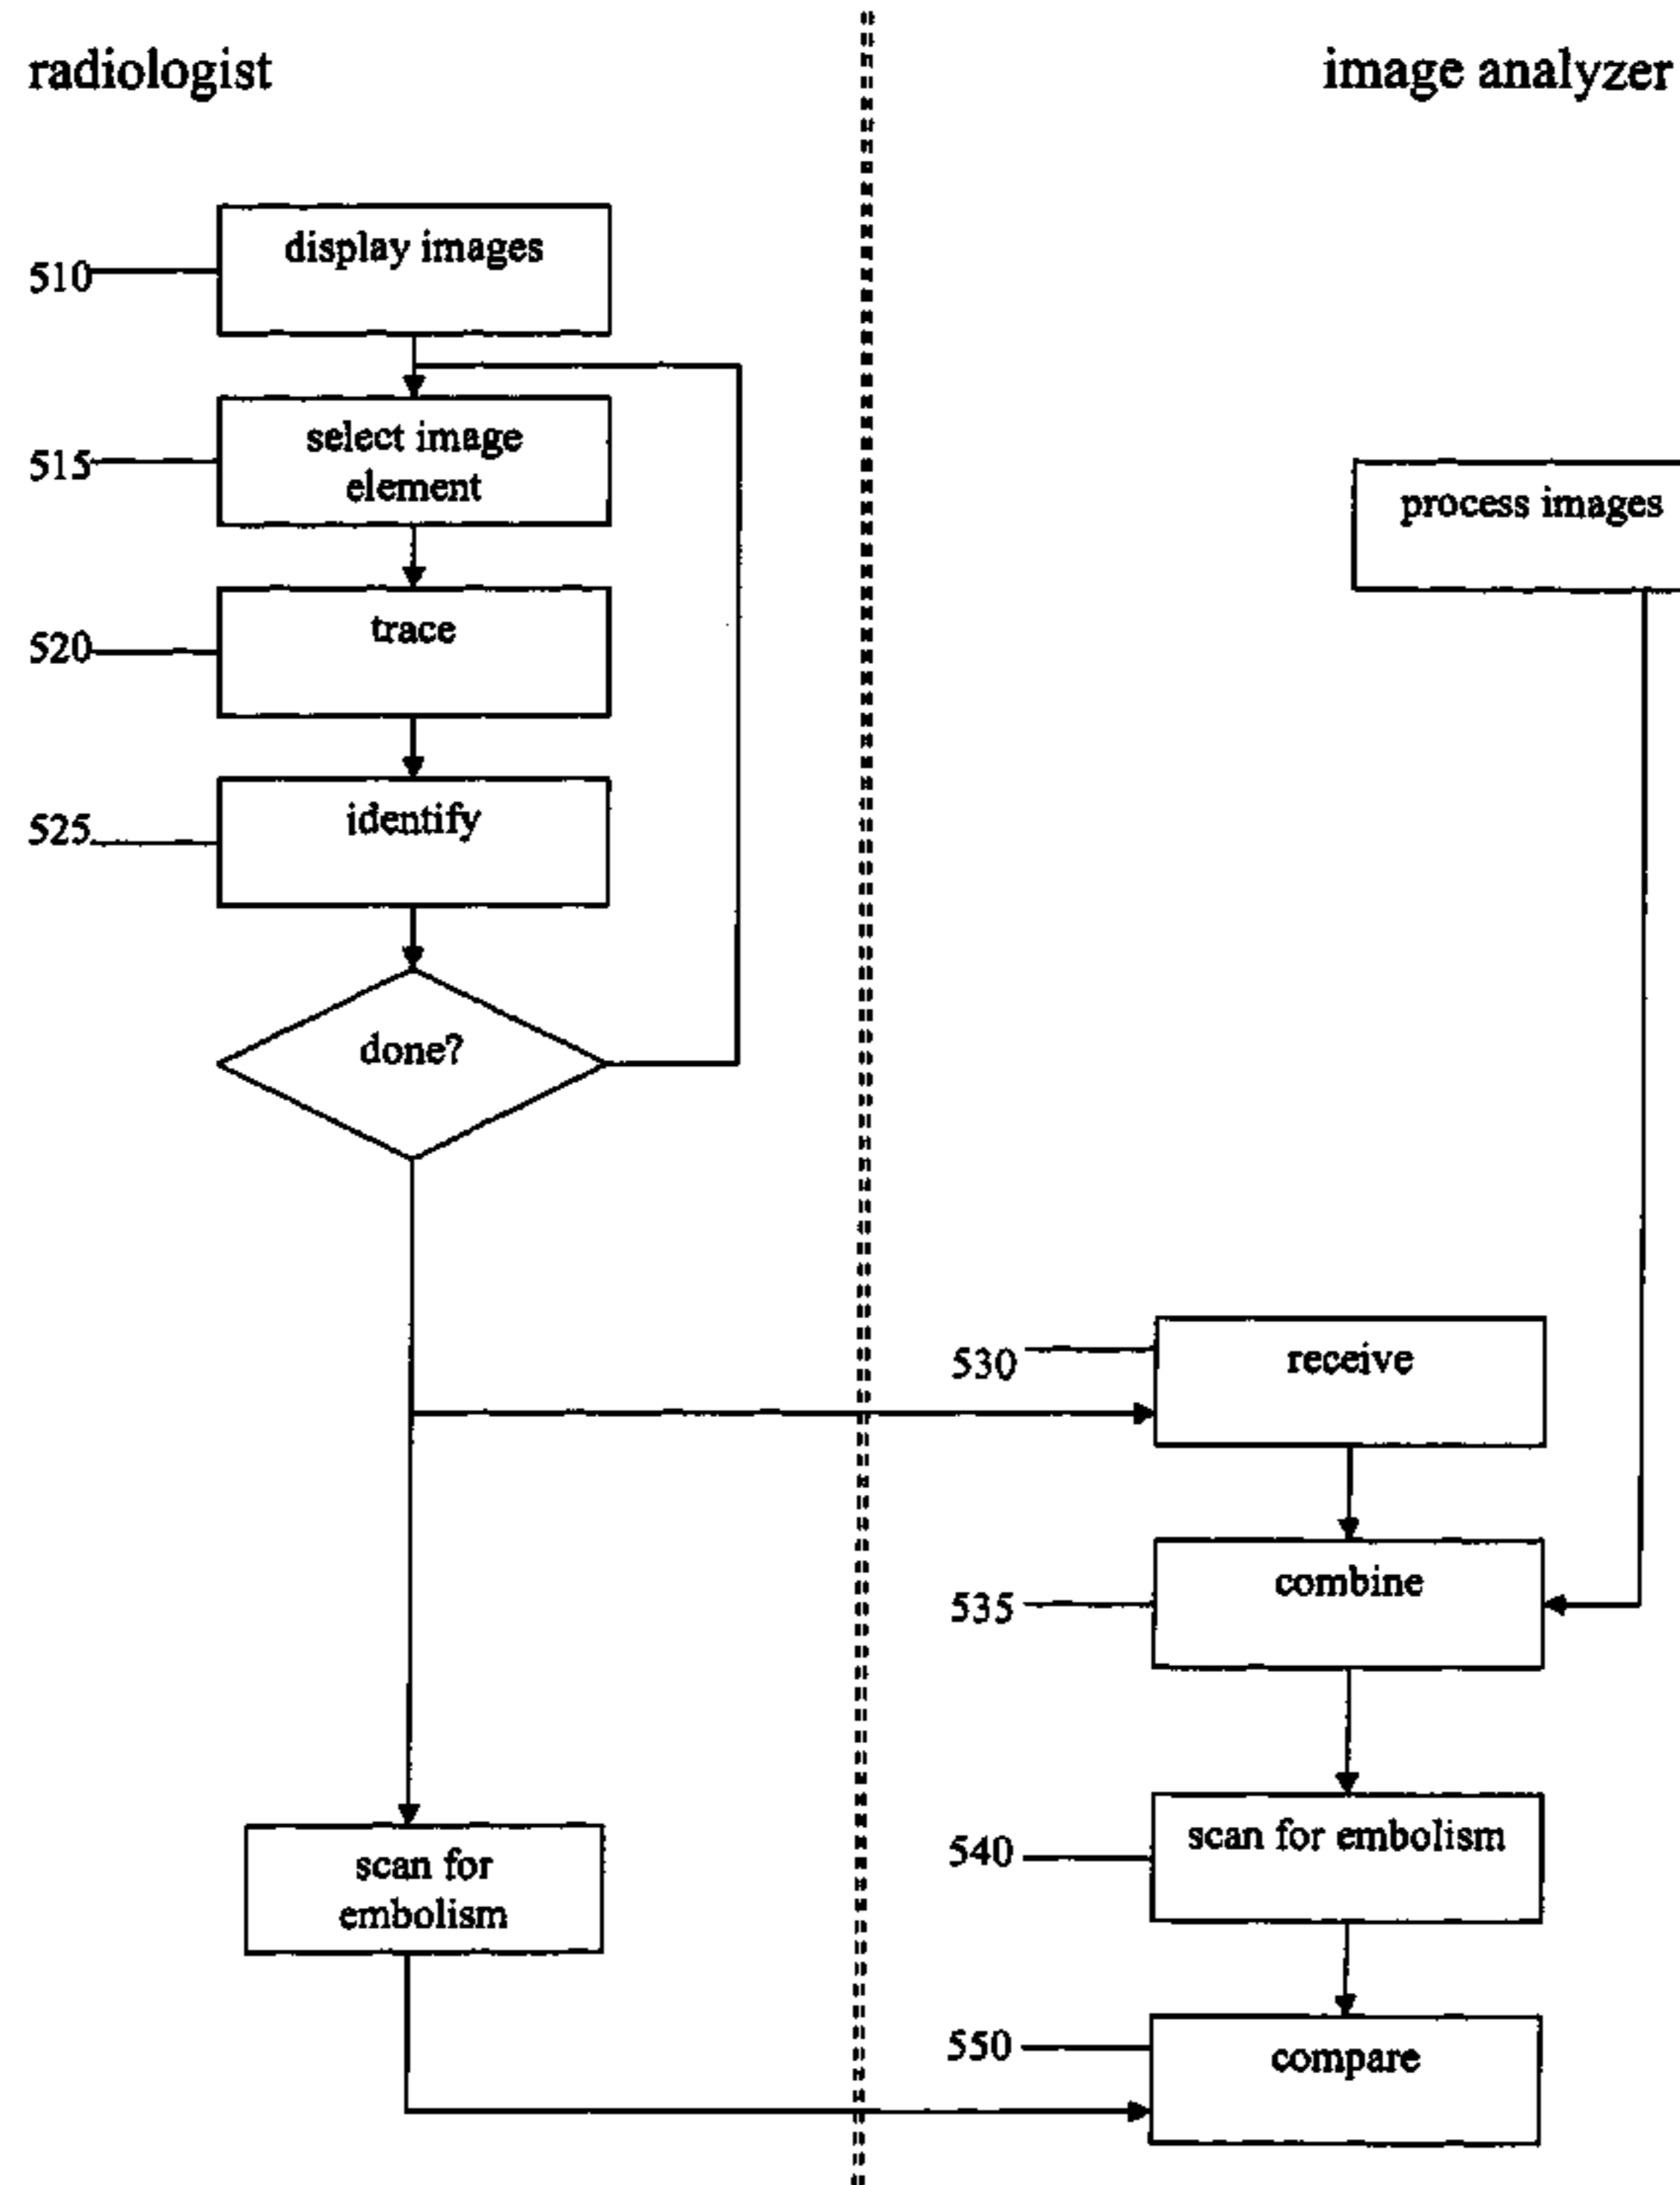 radiologist
image analyzer
510
display images
515
select image
element
process images
520
trace
525
identify
done?
530
receive
535
combine
scan for
embolism
540
scan for embolism
550
compare